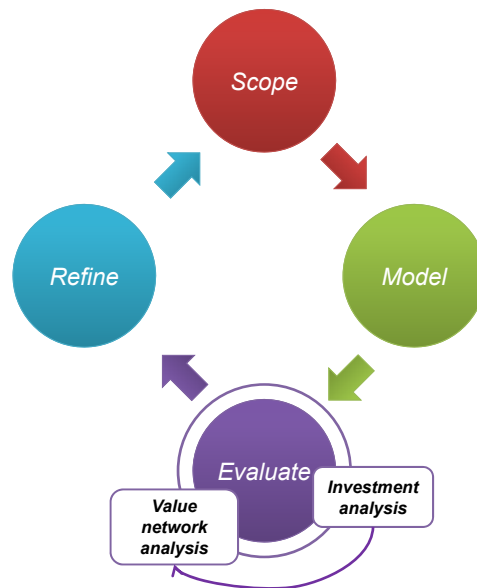 Scope
Refine
Model
Evaluate
Investment
analysis
Value
network
analysis